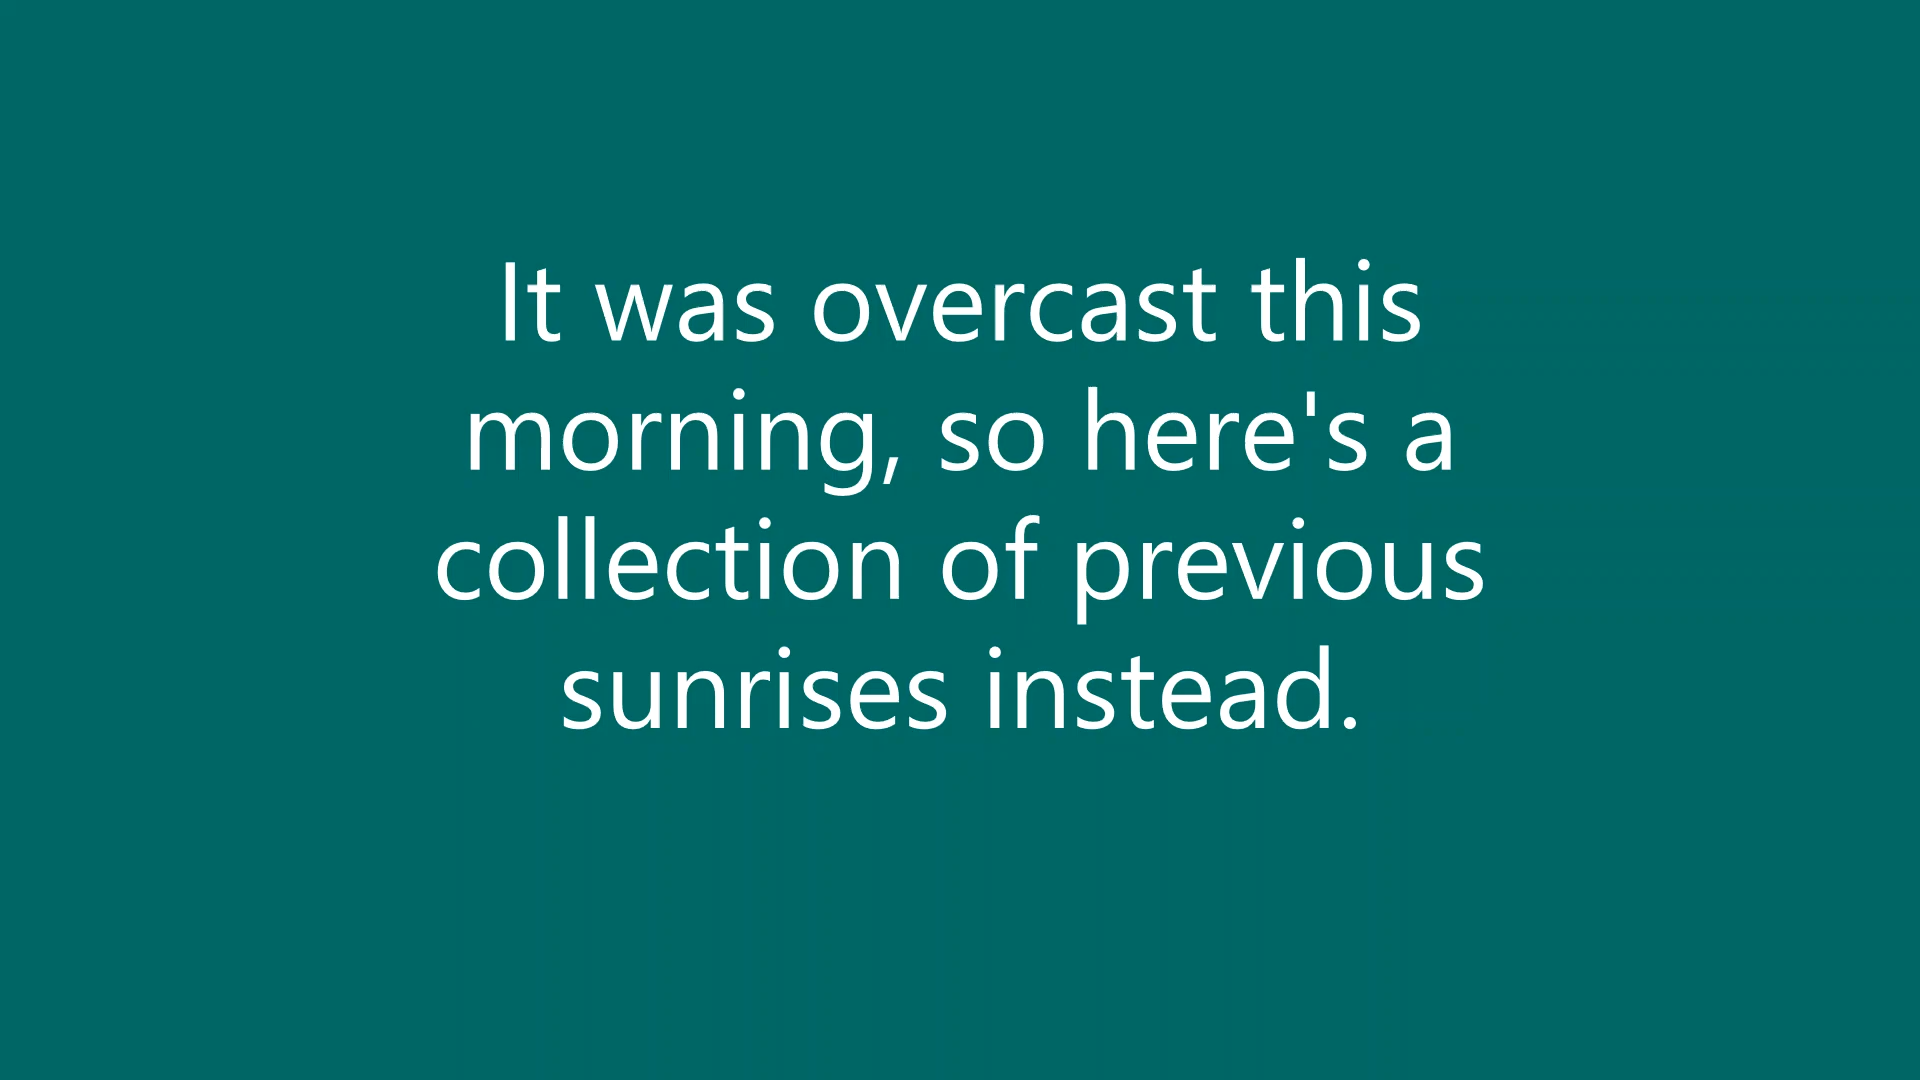 It was overcast this
morning, so here's a
collection of previous
sunrises instead.